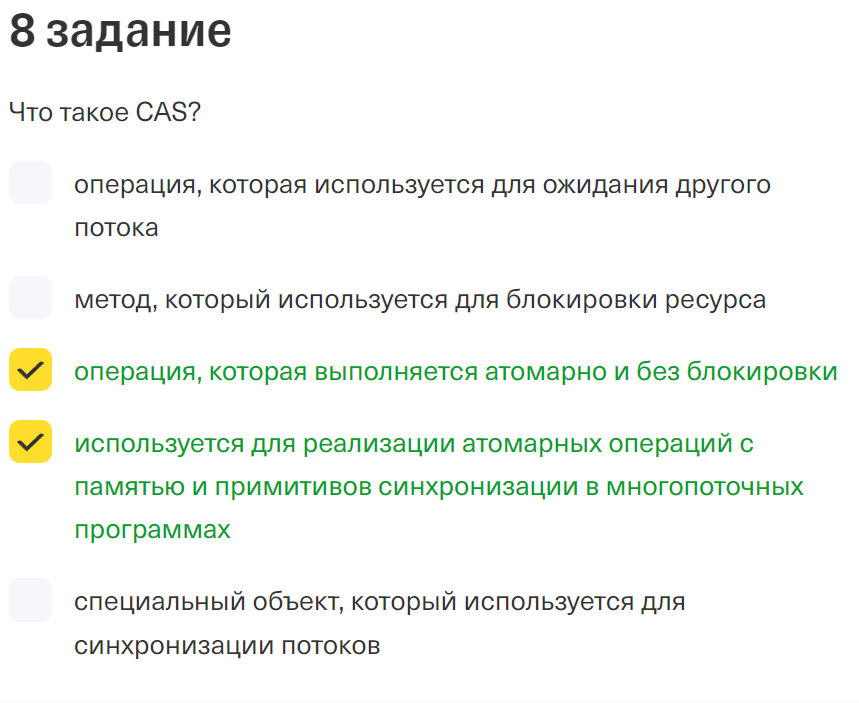 8 задание
Что такое CAS?
операция, которая используется для ожидания другого
потока
метод, который используется для блокировки ресурса
операция, которая выполняется атомарно и без блокировки
используется для реализации атомарных операций с
памятью и примитивов синхронизации в многопоточных
программах
специальный объект, который используется для
синхронизации потоков